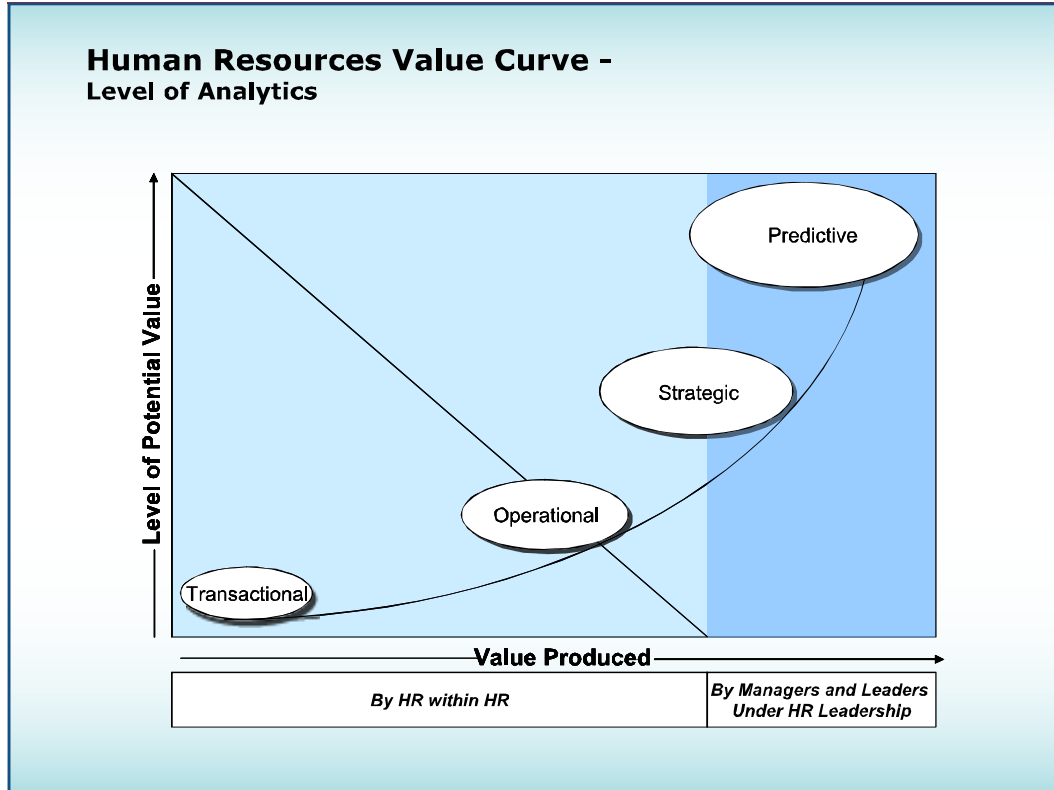 Human Resources Value Curve -
Level of Analytics
Level of Potential Value
Predictive
Strategic
Operational
Transactional
Value Produced
By HR within HR
By Managers and Leaders
Under HR Leadership